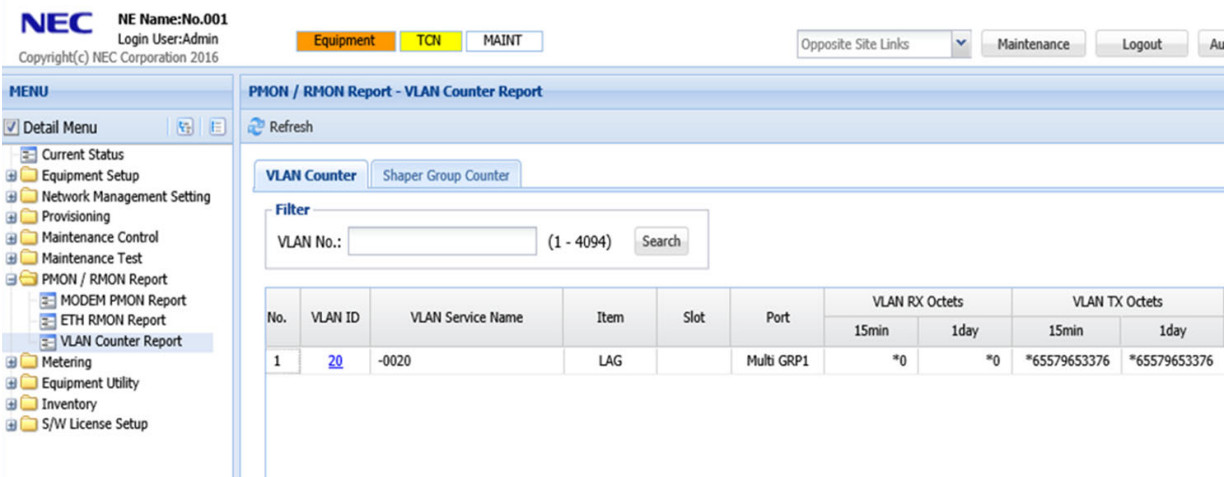 NEC NE Name:No.001
Login User:Admin
Copyright(c) NEC Corporation 2016
Equipment TCN MAINT
Opposite Site Links Maintenance Logout Au
MENU
Detail Menu
Current Status
Equipment Setup
Network Management Setting
Provisioning
Maintenance Control
Maintenance Test
PMON / RMON Report
MODEM PMON Report
ETH RMON Report
VLAN Counter Report
Metering
Equipment Utility
Inventory
S/W License Setup
PMON / RMON Report - VLAN Counter Report
Refresh
VLAN Counter Shaper Group Counter
Filter
VLAN No.: (1 - 4094) Search
No. VLAN ID VLAN Service Name Item Slot Port VLAN RX Octets VLAN TX Octets
15min 1day 15min 1day
1 20 -0020 LAG Multi GRP1 *0 *0 *65579653376 *65579653376